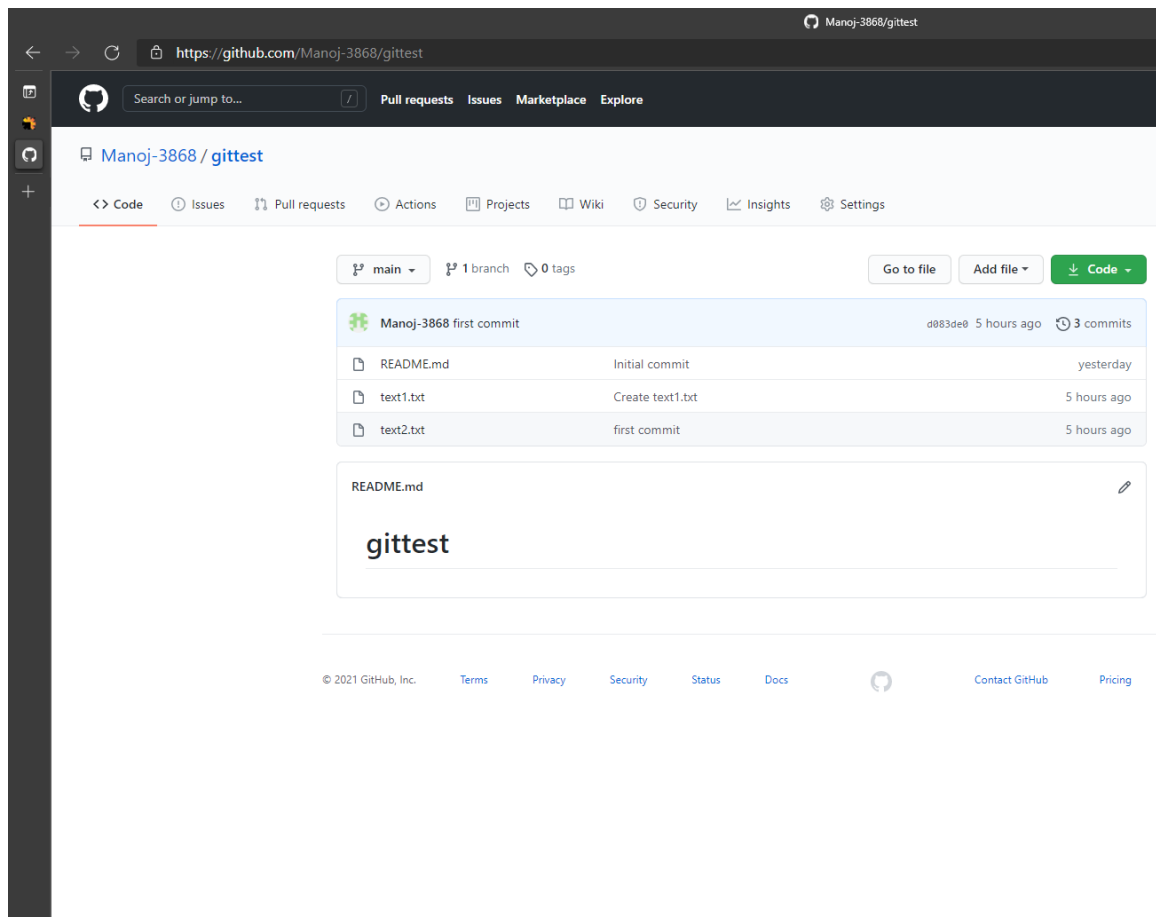 Manoj-3868/gittest
https://github.com/Manoj-3868/gittest
Search or jump to... / Pull requests Issues Marketplace Explore
Manoj-3868 / gittest
<> Code Issues Pull requests Actions Projects Wiki Security Insights Settings
main 1 branch 0 tags Go to file Add file Code
Manoj-3868 first commit d083de0 5 hours ago 3 commits
README.md Initial commit yesterday
text1.txt Create text1.txt 5 hours ago
text2.txt first commit 5 hours ago
README.md
gittest
© 2021 GitHub, Inc. Terms Privacy Security Status Docs Contact GitHub Pricing